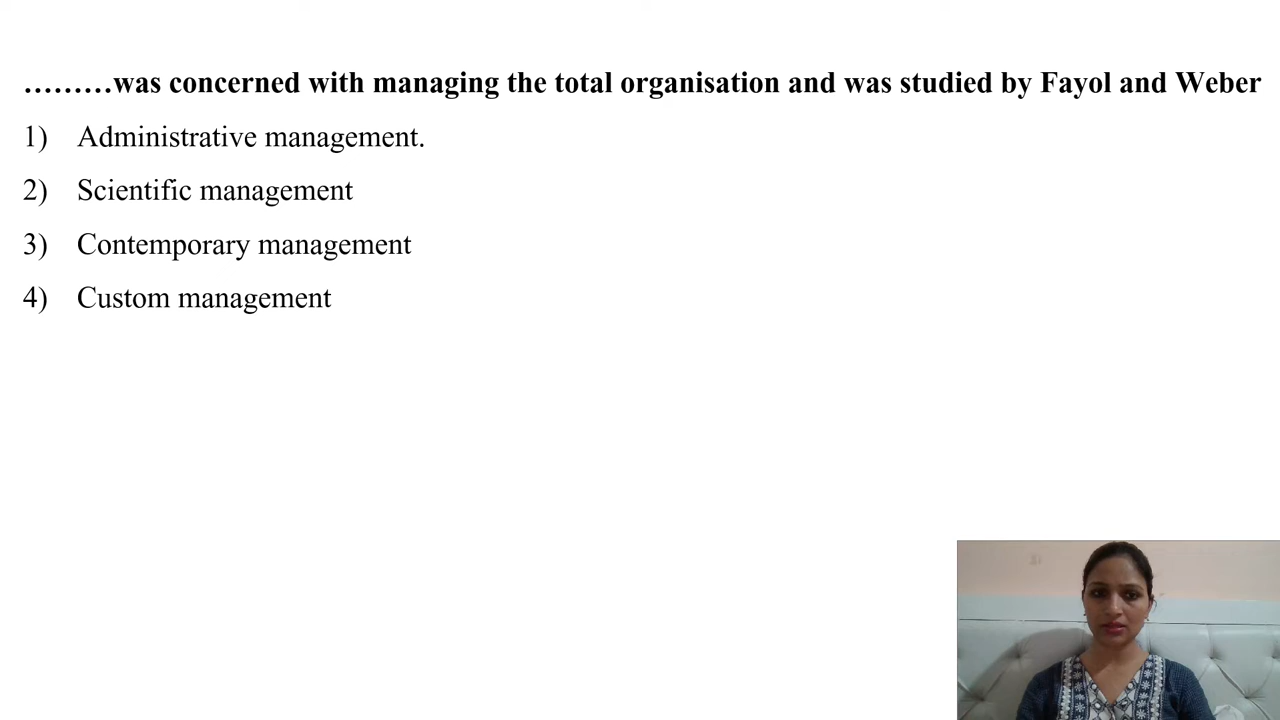 ………was concerned with managing the total organisation and was studied by Fayol and Weber
1) Administrative management.
2) Scientific management
3) Contemporary management
4) Custom management